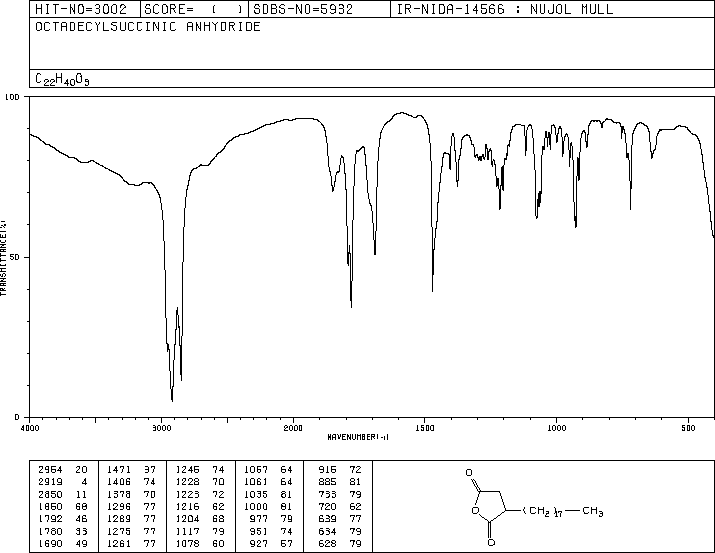 HIT-NO=3002 SCORE= ( ) SDBS-NO=5932 IR-NIDA-14566 : NUJOL MULL
OCTADECYLSUCCINIC ANHYDRIDE
C22H40O3
100
50
0
TRANSMITTANCE(%)
4000 3000 2000 1500 1000 500
WAVENUMBER(-1)
2954 20 1471 37 1246 74 1067 64 916 72
2919 4 1406 74 1228 70 1061 64 885 81
2850 11 1378 70 1223 72 1035 81 733 79
1860 68 1296 77 1216 62 1000 81 720 62
1792 46 1289 77 1204 68 977 79 639 77
1780 33 1275 77 1117 79 951 74 634 79
1690 49 1261 77 1078 60 927 57 628 79
O
O
(CH2)17 CH3
O